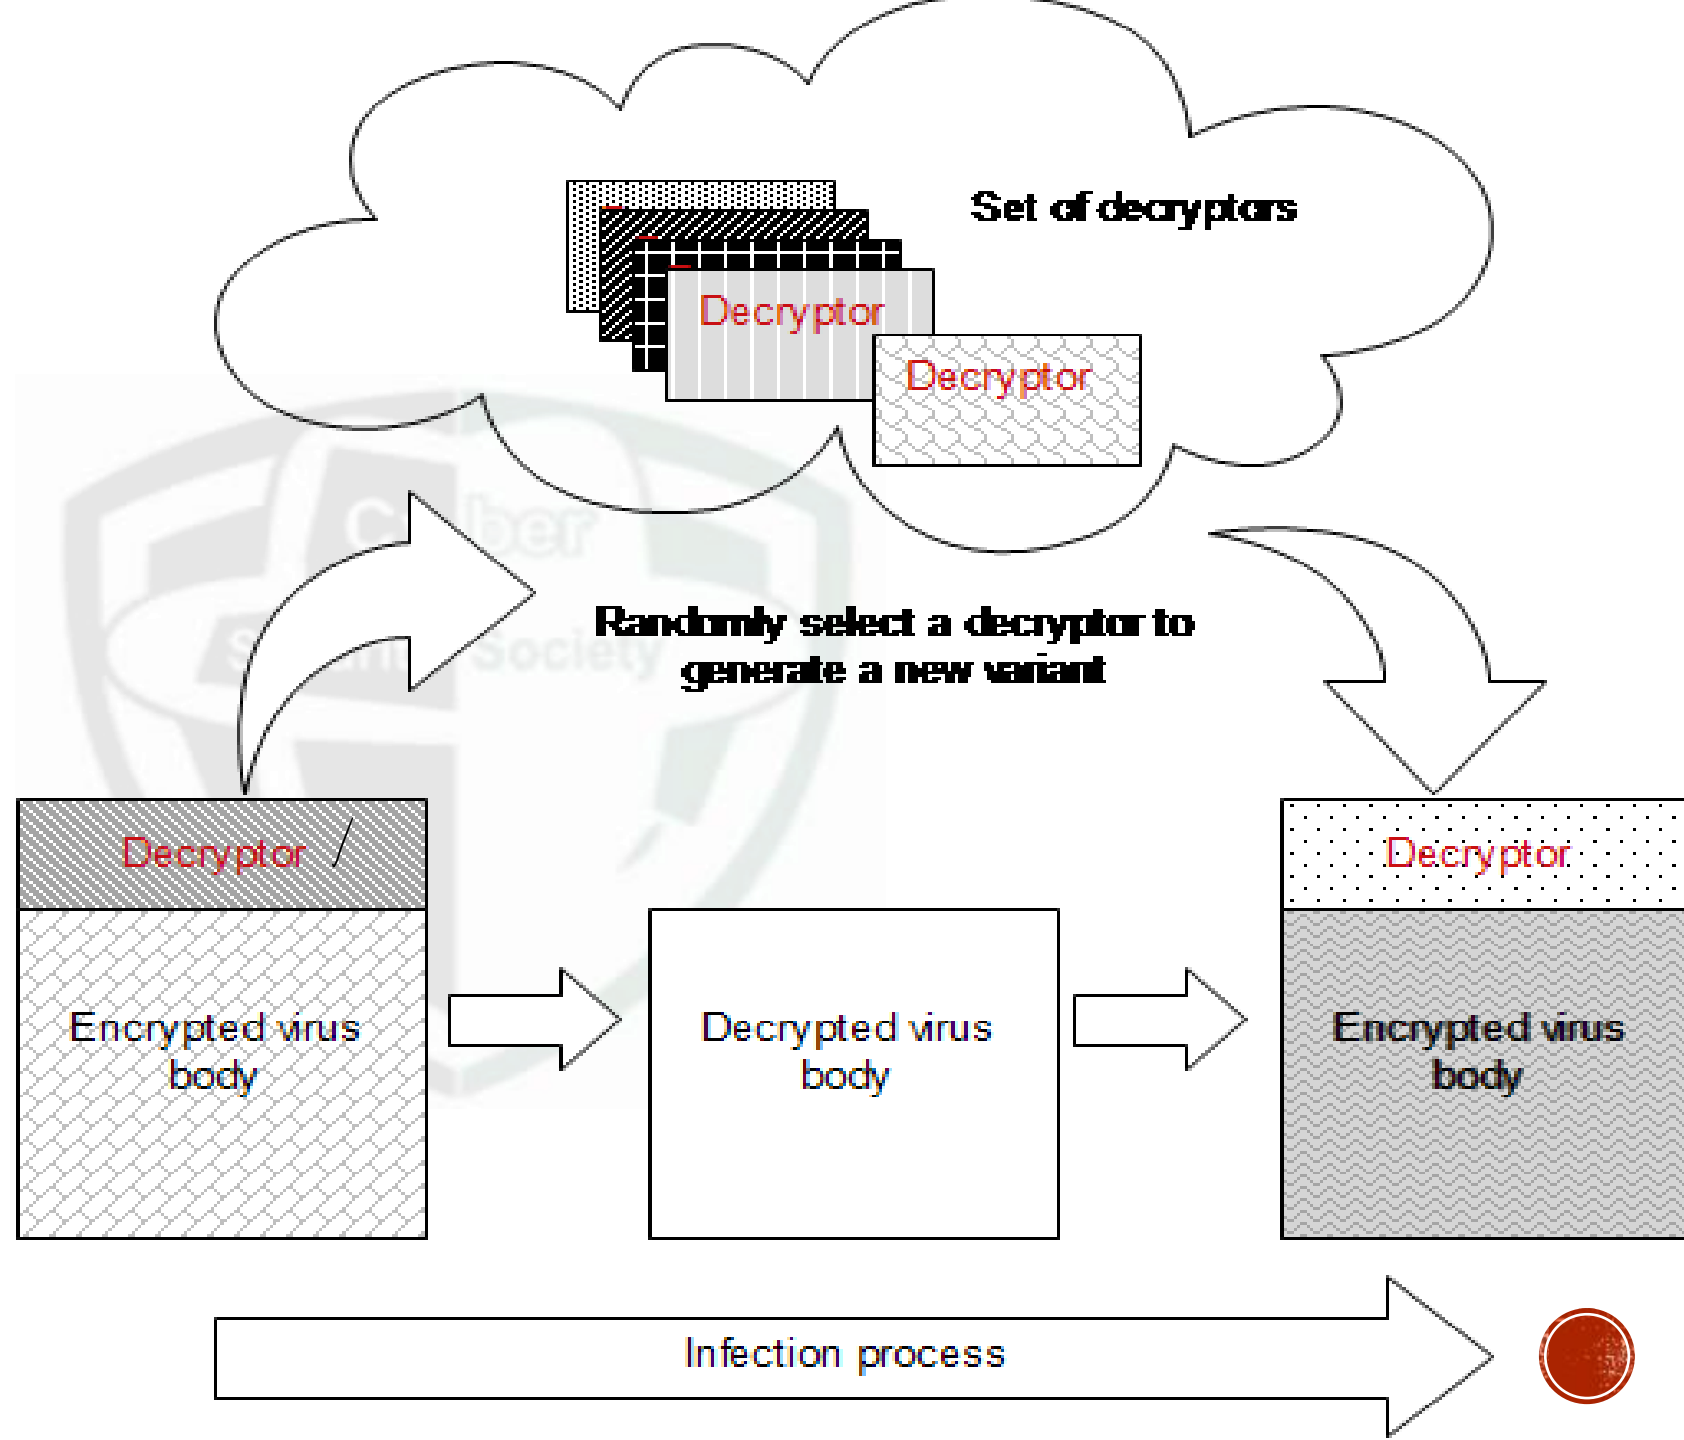 Set of decryptors
Decryptor
Decryptor
Randomly select a decryptor to
generate a new variant
Decryptor
Decryptor
Encrypted virus
body
Decrypted virus
body
Encrypted virus
body
Infection process
Society